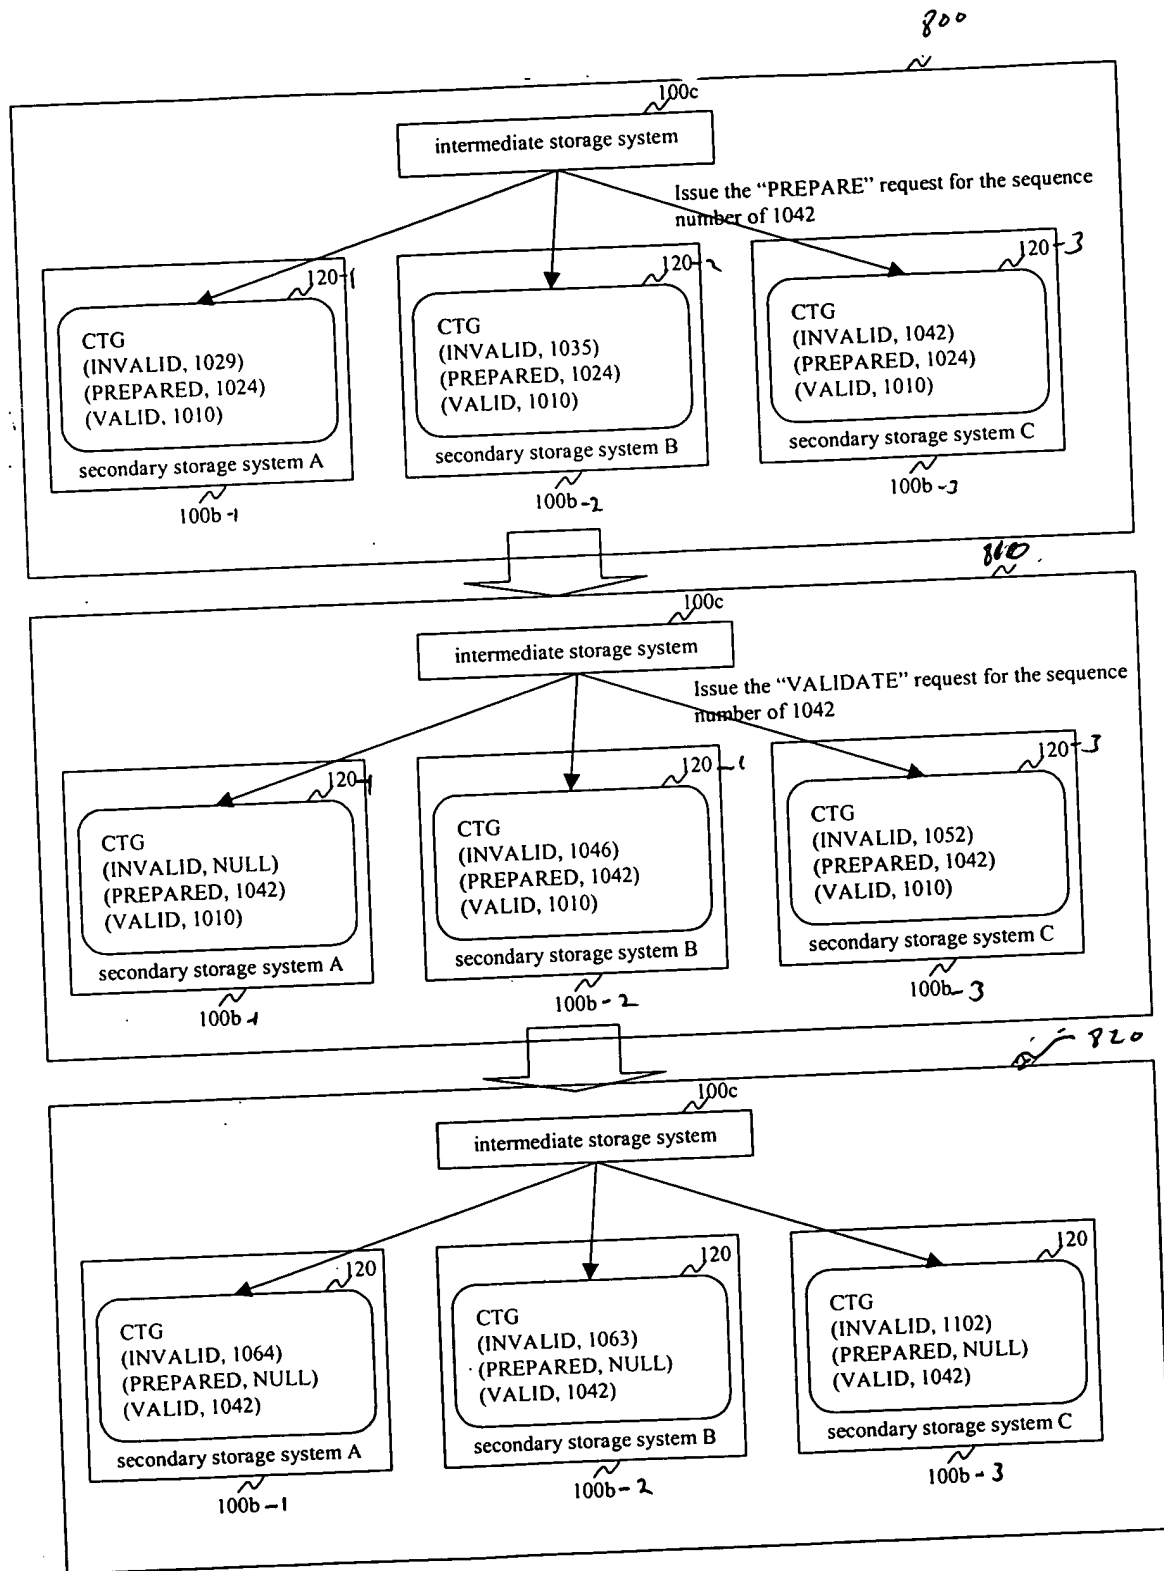 800
100c
intermediate storage system
Issue the "PREPARE" request for the sequence
number of 1042
120-1
CTG
(INVALID, 1029)
(PREPARED, 1024)
(VALID, 1010)
secondary storage system A
100b-1
120-2
CTG
(INVALID, 1035)
(PREPARED, 1024)
(VALID, 1010)
secondary storage system B
100b-2
120-3
CTG
(INVALID, 1042)
(PREPARED, 1024)
(VALID, 1010)
secondary storage system C
100b-3
810
100c
intermediate storage system
Issue the "VALIDATE" request for the sequence
number of 1042
120-1
CTG
(INVALID, NULL)
(PREPARED, 1042)
(VALID, 1010)
secondary storage system A
100b-1
120-1
CTG
(INVALID, 1046)
(PREPARED, 1042)
(VALID, 1010)
secondary storage system B
100b-2
120-3
CTG
(INVALID, 1052)
(PREPARED, 1042)
(VALID, 1010)
secondary storage system C
100b-3
820
100c
intermediate storage system
120
CTG
(INVALID, 1064)
(PREPARED, NULL)
(VALID, 1042)
secondary storage system A
100b-1
120
CTG
(INVALID, 1063)
(PREPARED, NULL)
(VALID, 1042)
secondary storage system B
100b-2
120
CTG
(INVALID, 1102)
(PREPARED, NULL)
(VALID, 1042)
secondary storage system C
100b-3